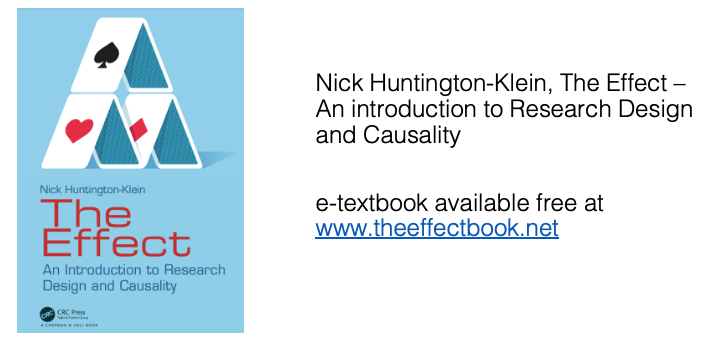 Nick Huntington-Klein
The
Effect
An Introduction to Research
Design and Causality
CRC
CRC Press
Taylor & Francis Group
A CHAPMAN & HALL BOOK
Nick Huntington-Klein, The Effect –
An introduction to Research Design
and Causality
e-textbook available free at
www.theeffectbook.net